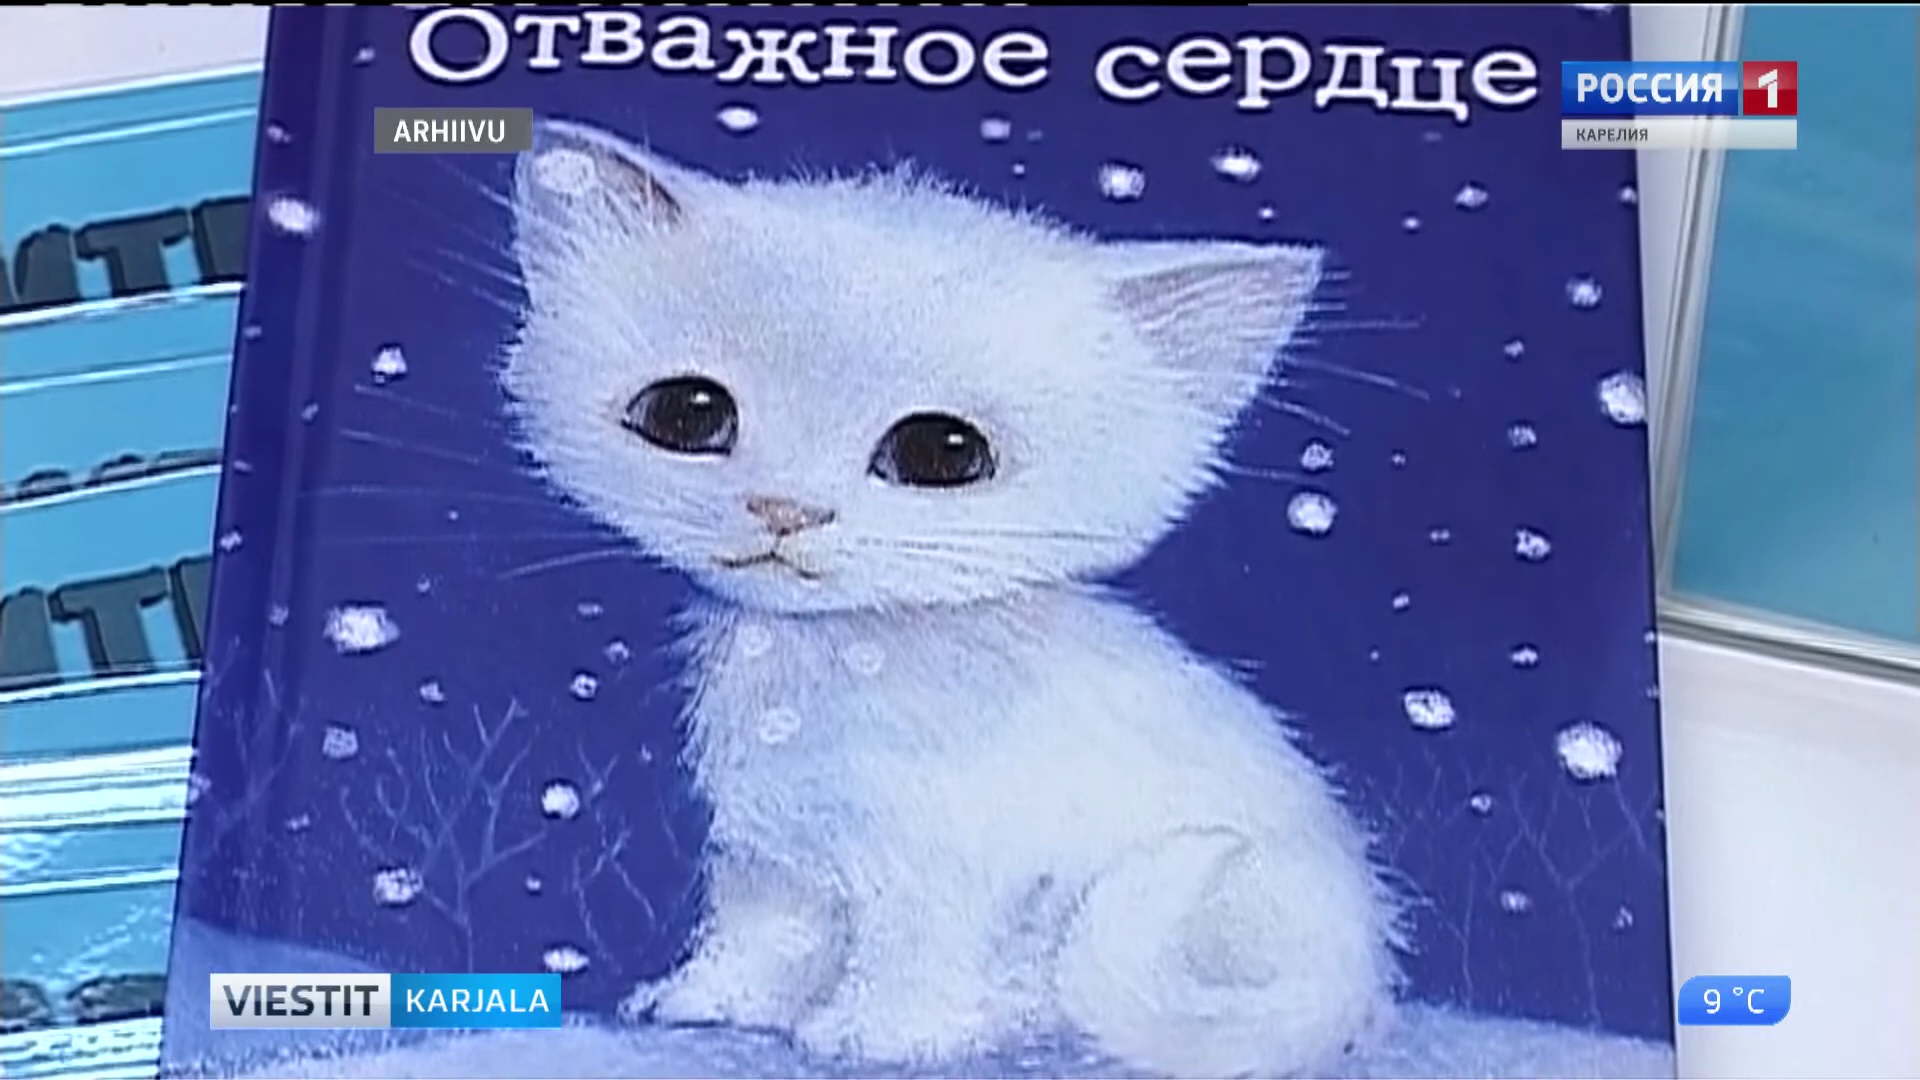 Отважное сердце
РОССИЯ 1
КАРЕЛИЯ
ARHIIVU
VIESTIT KARJALA
9 °C